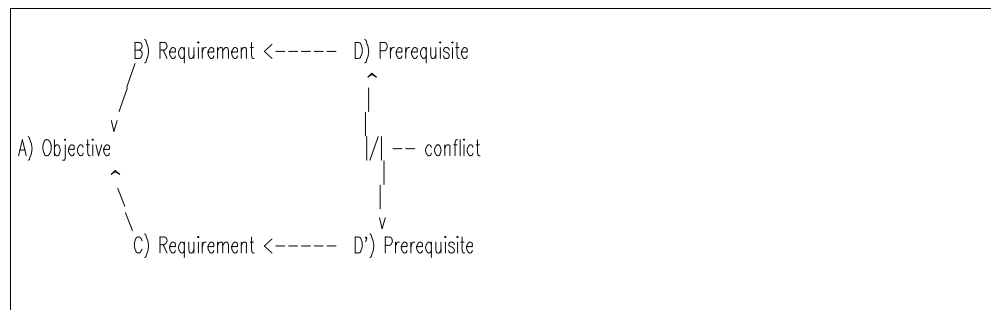 B) Requirement <----- D) Prerequisite
A) Objective |/| -- conflict
C) Requirement <----- D') Prerequisite